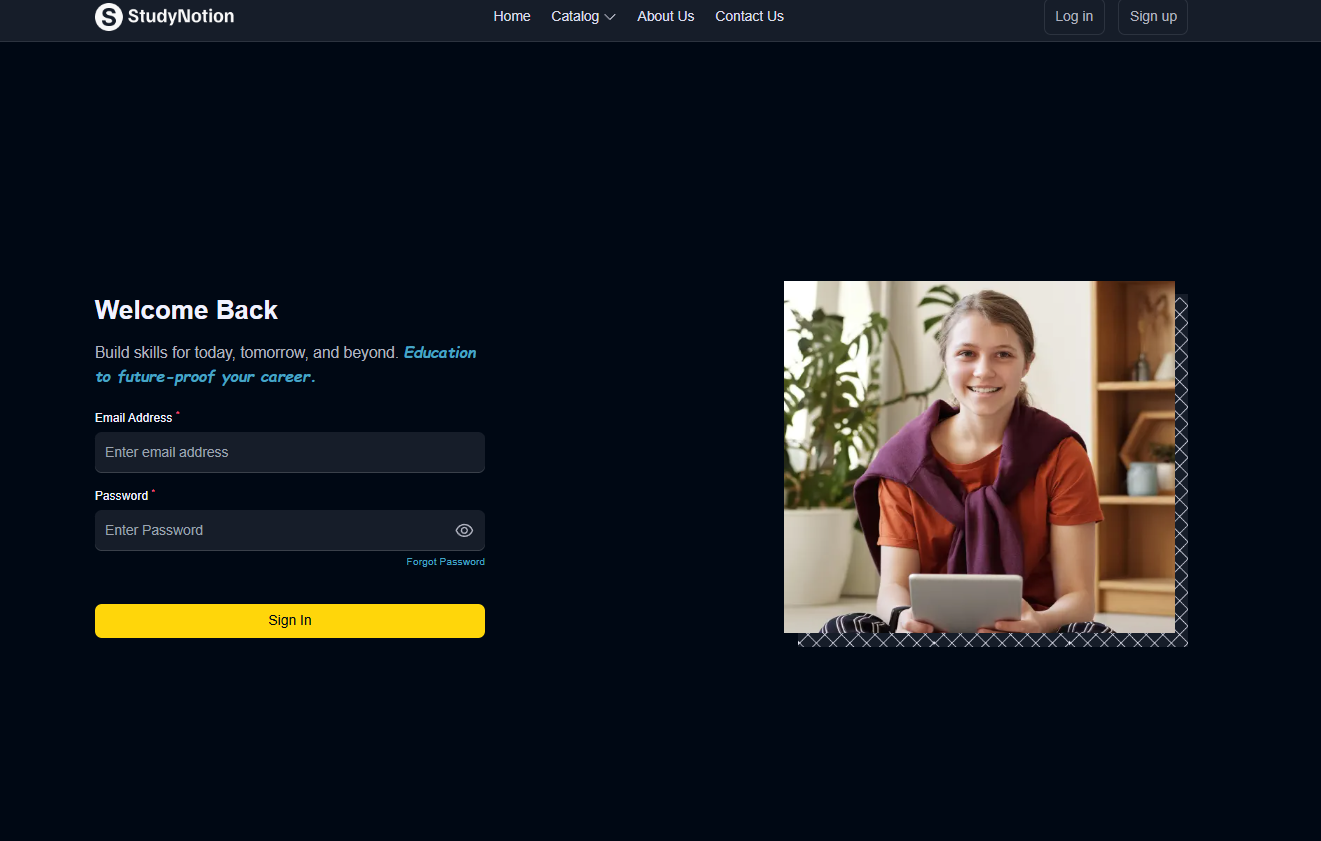 StudyNotion
Home
Catalog
About Us
Contact Us
Log in
Sign up
Welcome Back
Build skills for today, tomorrow, and beyond. Education
to future-proof your career.
Email Address *
Enter email address
Password *
Enter Password
Forgot Password
Sign In